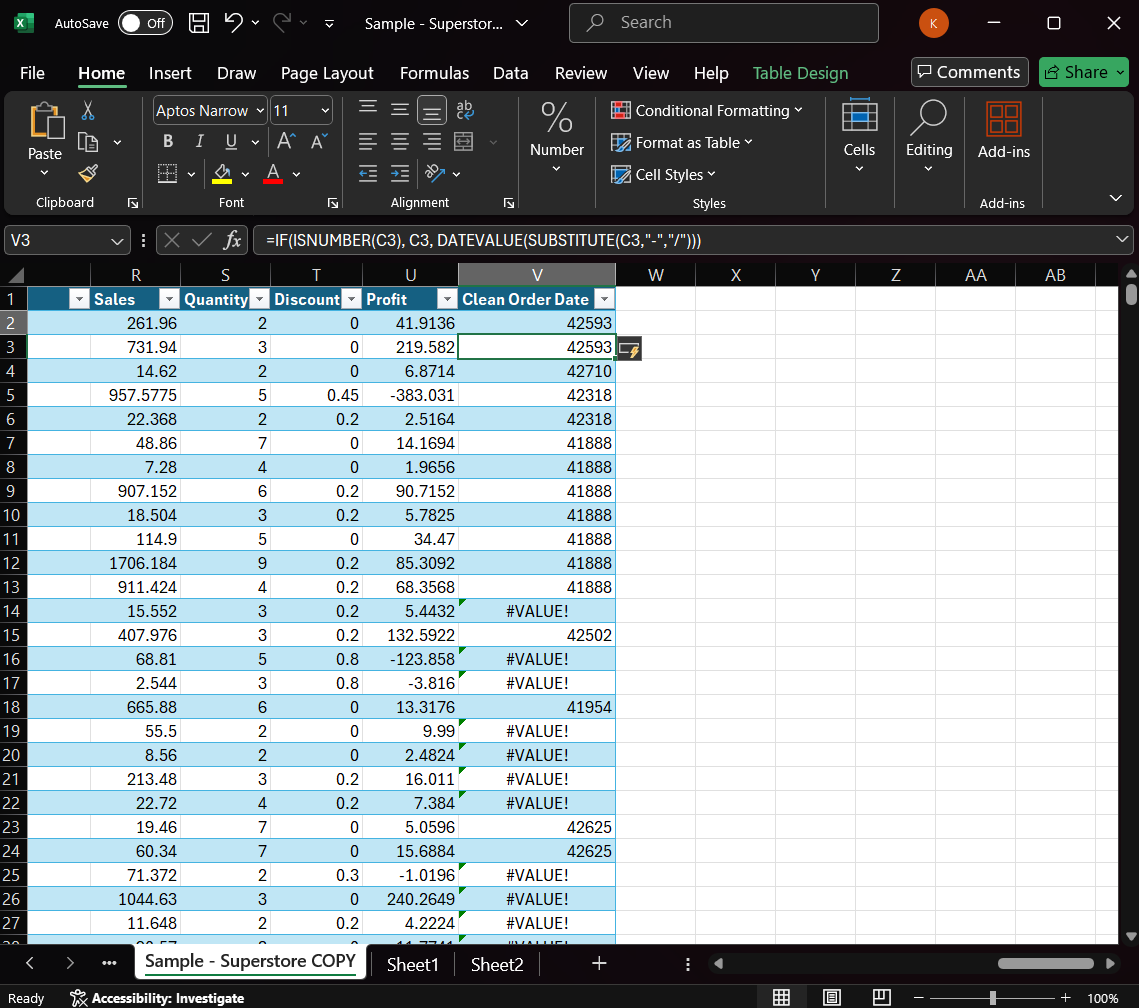 AutoSave Off Sample - Superstor... Search K
File Home Insert Draw Page Layout Formulas Data Review View Help Table Design Comments Share
Paste
Clipboard
Aptos Narrow 11
B I U A A
A
Font
ab
Alignment
%
Number
Conditional Formatting
Format as Table
Cell Styles
Styles
Cells
Editing
Add-ins
Add-ins
V3 fx =IF(ISNUMBER(C3), C3, DATEVALUE(SUBSTITUTE(C3,"-","/")))
R S T U V W X Y Z AA AB
1 Sales Quantity Discount Profit Clean Order Date
2 261.96 2 0 41.9136 42593
3 731.94 3 0 219.582 42593
4 14.62 2 0 6.8714 42710
5 957.5775 5 0.45 -383.031 42318
6 22.368 2 0.2 2.5164 42318
7 48.86 7 0 14.1694 41888
8 7.28 4 0 1.9656 41888
9 907.152 6 0.2 90.7152 41888
10 18.504 3 0.2 5.7825 41888
11 114.9 5 0 34.47 41888
12 1706.184 9 0.2 85.3092 41888
13 911.424 4 0.2 68.3568 41888
14 15.552 3 0.2 5.4432 #VALUE!
15 407.976 3 0.2 132.5922 42502
16 68.81 5 0.8 -123.858 #VALUE!
17 2.544 3 0.8 -3.816 #VALUE!
18 665.88 6 0 13.3176 41954
19 55.5 2 0 9.99 #VALUE!
20 8.56 2 0 2.4824 #VALUE!
21 213.48 3 0.2 16.011 #VALUE!
22 22.72 4 0.2 7.384 #VALUE!
23 19.46 7 0 5.0596 42625
24 60.34 7 0 15.6884 42625
25 71.372 2 0.3 -1.0196 #VALUE!
26 1044.63 3 0 240.2649 #VALUE!
27 11.648 2 0.2 4.2224 #VALUE!
Sample - Superstore COPY Sheet1 Sheet2
Ready Accessibility: Investigate 100%